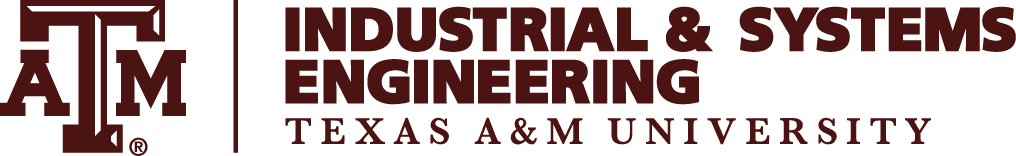 ATM®
INDUSTRIAL & SYSTEMS
ENGINEERING
TEXAS A&M UNIVERSITY